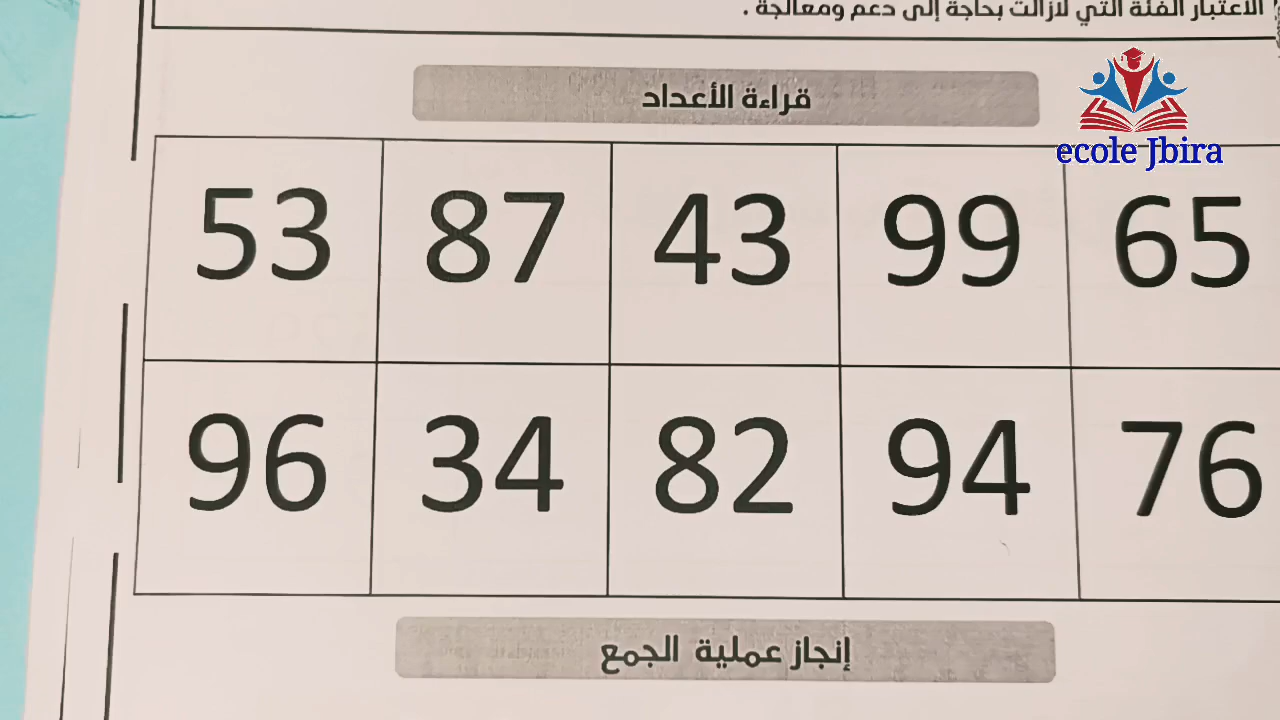 الاعتبار الفئة التي لازالت بحاجة إلى دعم ومعالجة .
قراءة الأعداد
ecole Jbira
53 87 43 99 65
96 34 82 94 76
إنجاز عملية الجمع